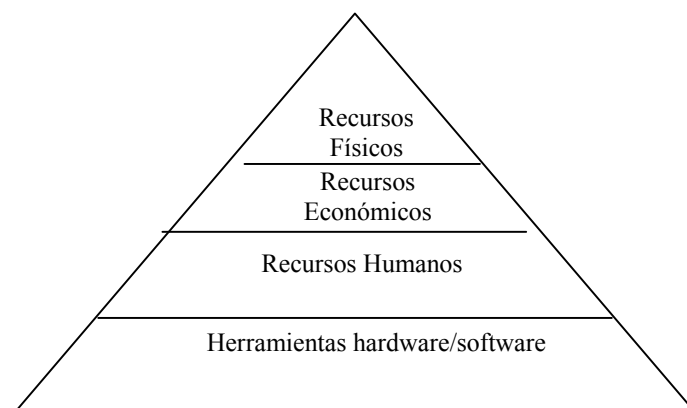 Recursos
Físicos
Recursos
Económicos
Recursos Humanos
Herramientas hardware/software